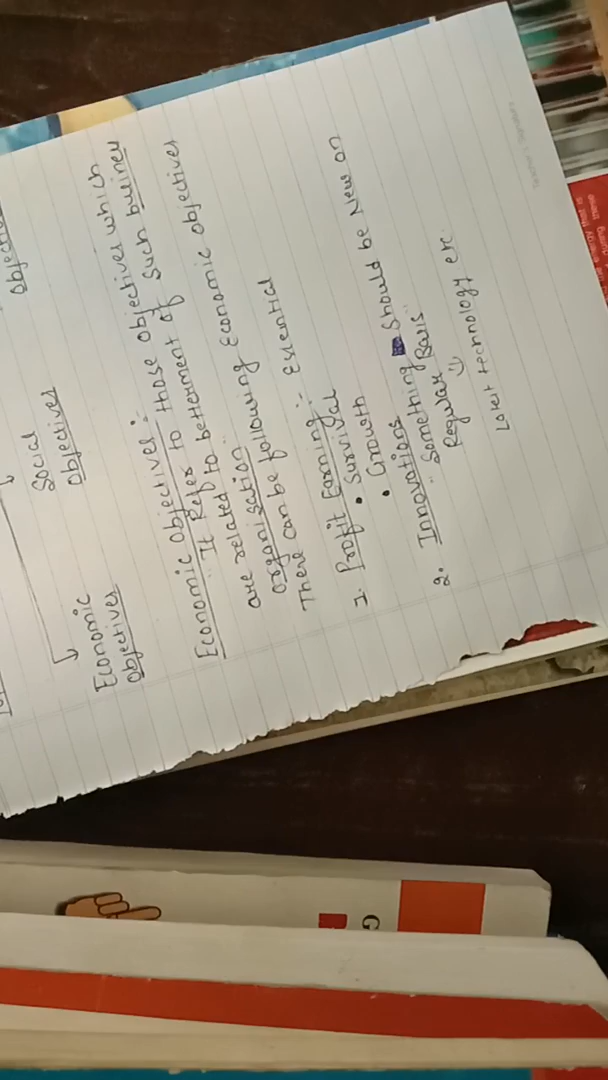 Objecti
Social
Objectives
Economic
Objectives
Economic Objectives :-
It Refer to those objectives which
are related to betterment of such business
organisation.
There can be following Economic objectives
1. Profit Earning :- Essential
• Survival
• Growth
2. Innovations
Something Should be New on
Regular Basis.
Latest technology etc.
G